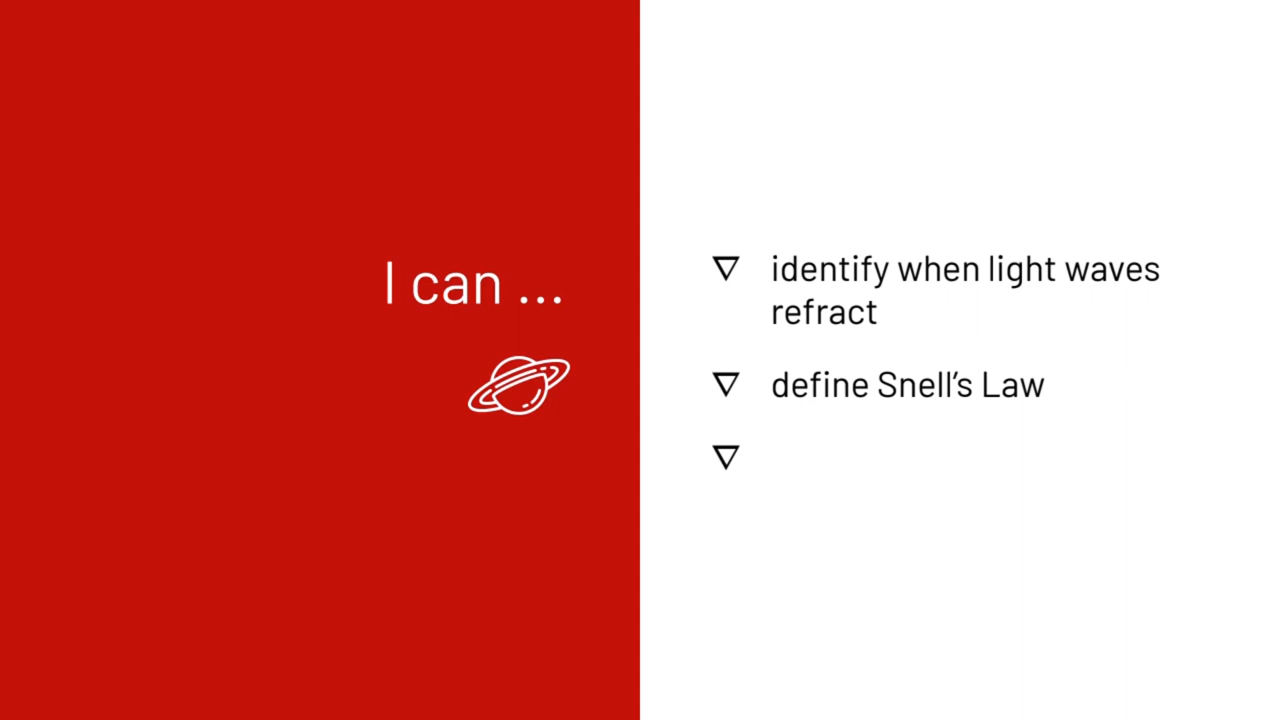 I can ...
identify when light waves
refract
define Snell’s Law